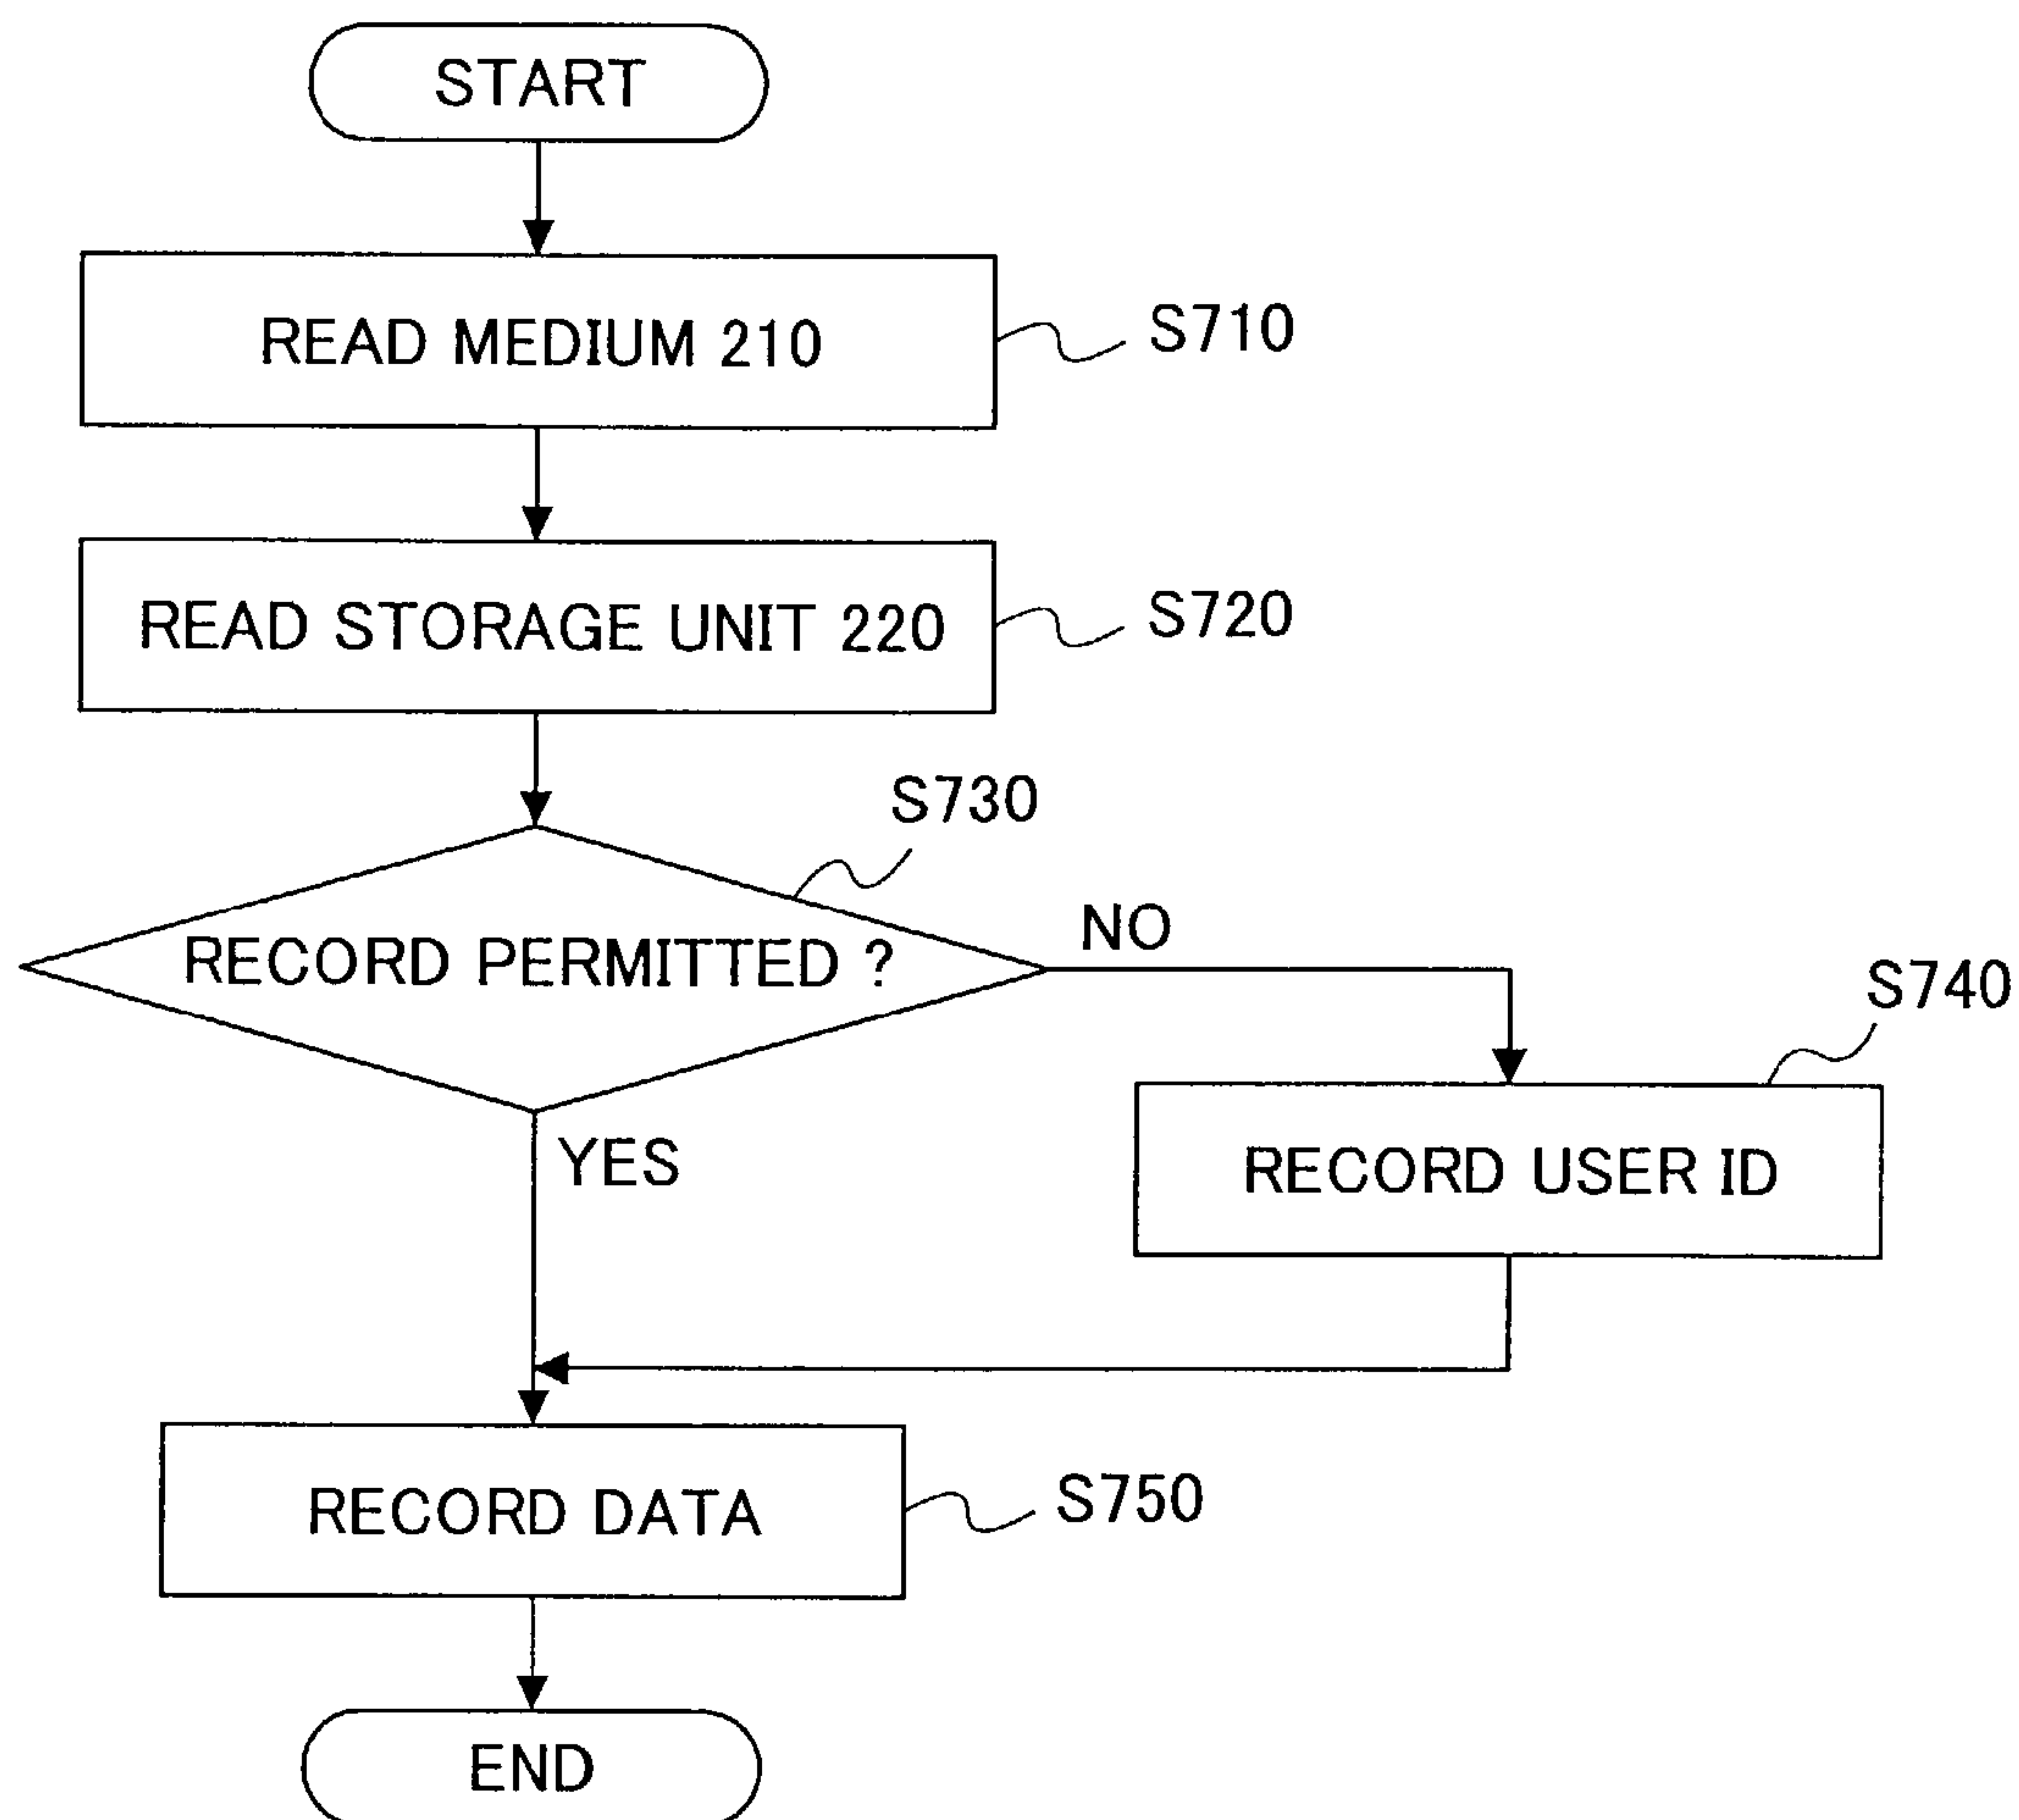 START
READ MEDIUM 210
S710
READ STORAGE UNIT 220
S720
S730
RECORD PERMITTED ?
NO
S740
YES
RECORD USER ID
RECORD DATA
S750
END